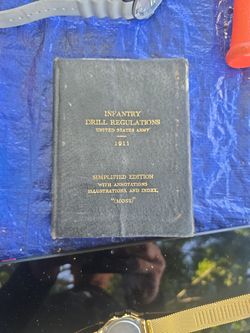 INFANTRY
DRILL REGULATIONS
UNITED STATES ARMY
1911
SIMPLIFIED EDITION
WITH ANNOTATIONS
ILLUSTRATIONS, AND INDEX,
"MOSS"